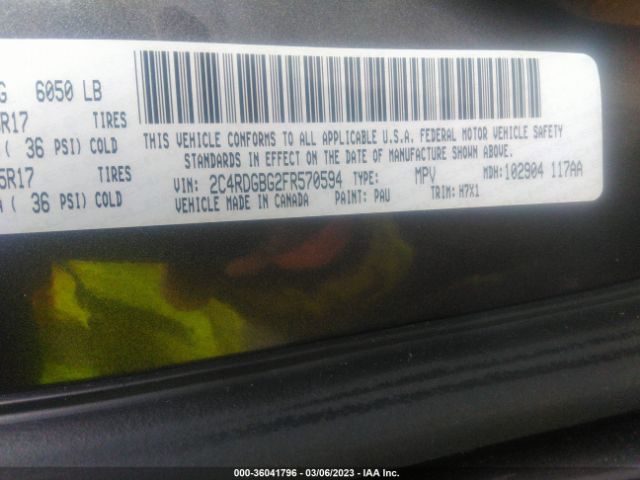 G 6050 LB
R17 TIRES
( 36 PSI) COLD
5R17 TIRES
A ( 36 PSI) COLD
THIS VEHICLE CONFORMS TO ALL APPLICABLE U.S.A. FEDERAL MOTOR VEHICLE SAFETY
STANDARDS IN EFFECT ON THE DATE OF MANUFACTURE SHOWN ABOVE.
VIN: 2C4RDGBG2FR570594 TYPE: MPV MDH: 102904 117AA
VEHICLE MADE IN CANADA PAINT: PAU TRIM: H7X1
000-36041796 - 03/06/2023 - IAA Inc.